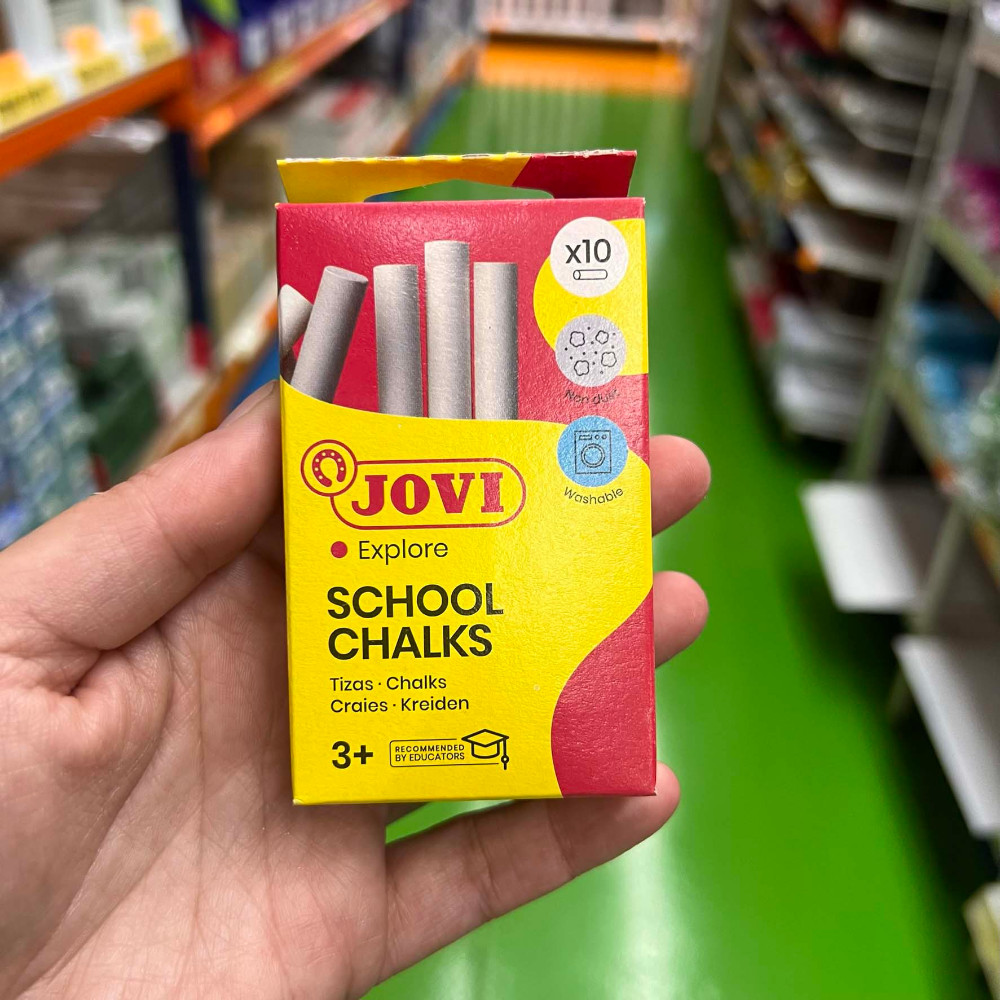 x10
Non dust
Washable
JOVI
Explore
SCHOOL
CHALKS
Tizas · Chalks
Craies · Kreiden
3+
RECOMMENDED
BY EDUCATORS